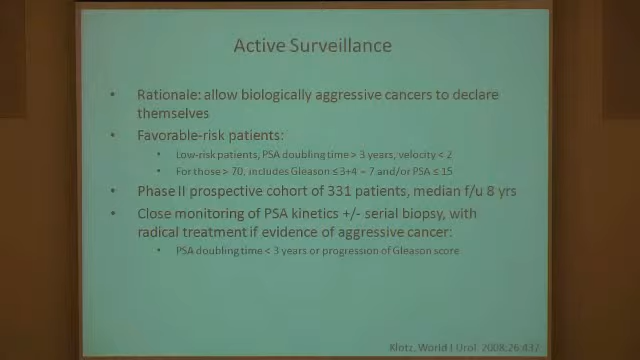 Active Surveillance
• Rationale: allow biologically aggressive cancers to declare
themselves
• Favorable-risk patients:
• Low-risk patients, PSA doubling time > 3 years, velocity < 2
• For those > 70, includes Gleason ≤ 3+4 = 7 and/or PSA ≤ 15
• Phase II prospective cohort of 331 patients, median f/u 8 yrs
• Close monitoring of PSA kinetics +/- serial biopsy, with
radical treatment if evidence of aggressive cancer:
• PSA doubling time < 3 years or progression of Gleason score
Klotz, World J Urol. 2008;26:437